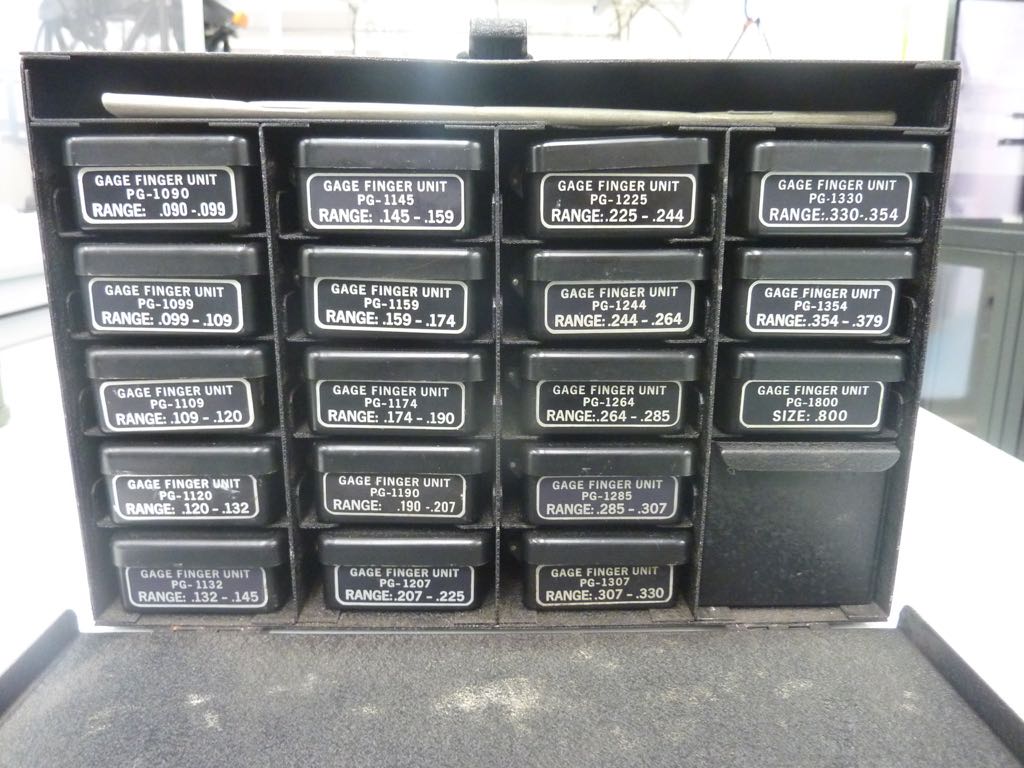 GAGE FINGER UNIT
PG-1090
RANGE: .090-.099
GAGE FINGER UNIT
PG-1145
RANGE: .145-.159
GAGE FINGER UNIT
PG-1225
RANGE:.225-.244
GAGE FINGER UNIT
PG-1330
RANGE:.330-.354
GAGE FINGER UNIT
PG-1099
RANGE: .099-.109
GAGE FINGER UNIT
PG-1159
RANGE: .159-.174
GAGE FINGER UNIT
PG-1244
RANGE:.244-.264
GAGE FINGER UNIT
PG-1354
RANGE:.354-.379
GAGE FINGER UNIT
PG-1109
RANGE:.109-.120
GAGE FINGER UNIT
PG-1174
RANGE: .174-.190
GAGE FINGER UNIT
PG-1264
RANGE:.264-.285
GAGE FINGER UNIT
PG-1800
SIZE: .800
GAGE FINGER UNIT
PG-1120
RANGE: .120-.132
GAGE FINGER UNIT
PG-1190
RANGE: .190-.207
GAGE FINGER UNIT
PG-1285
RANGE:.285-.307
GAGE FINGER UNIT
PG-1132
RANGE: .132-.145
GAGE FINGER UNIT
PG-1207
RANGE:.207-.225
GAGE FINGER UNIT
PG-1307
RANGE:.307-.330